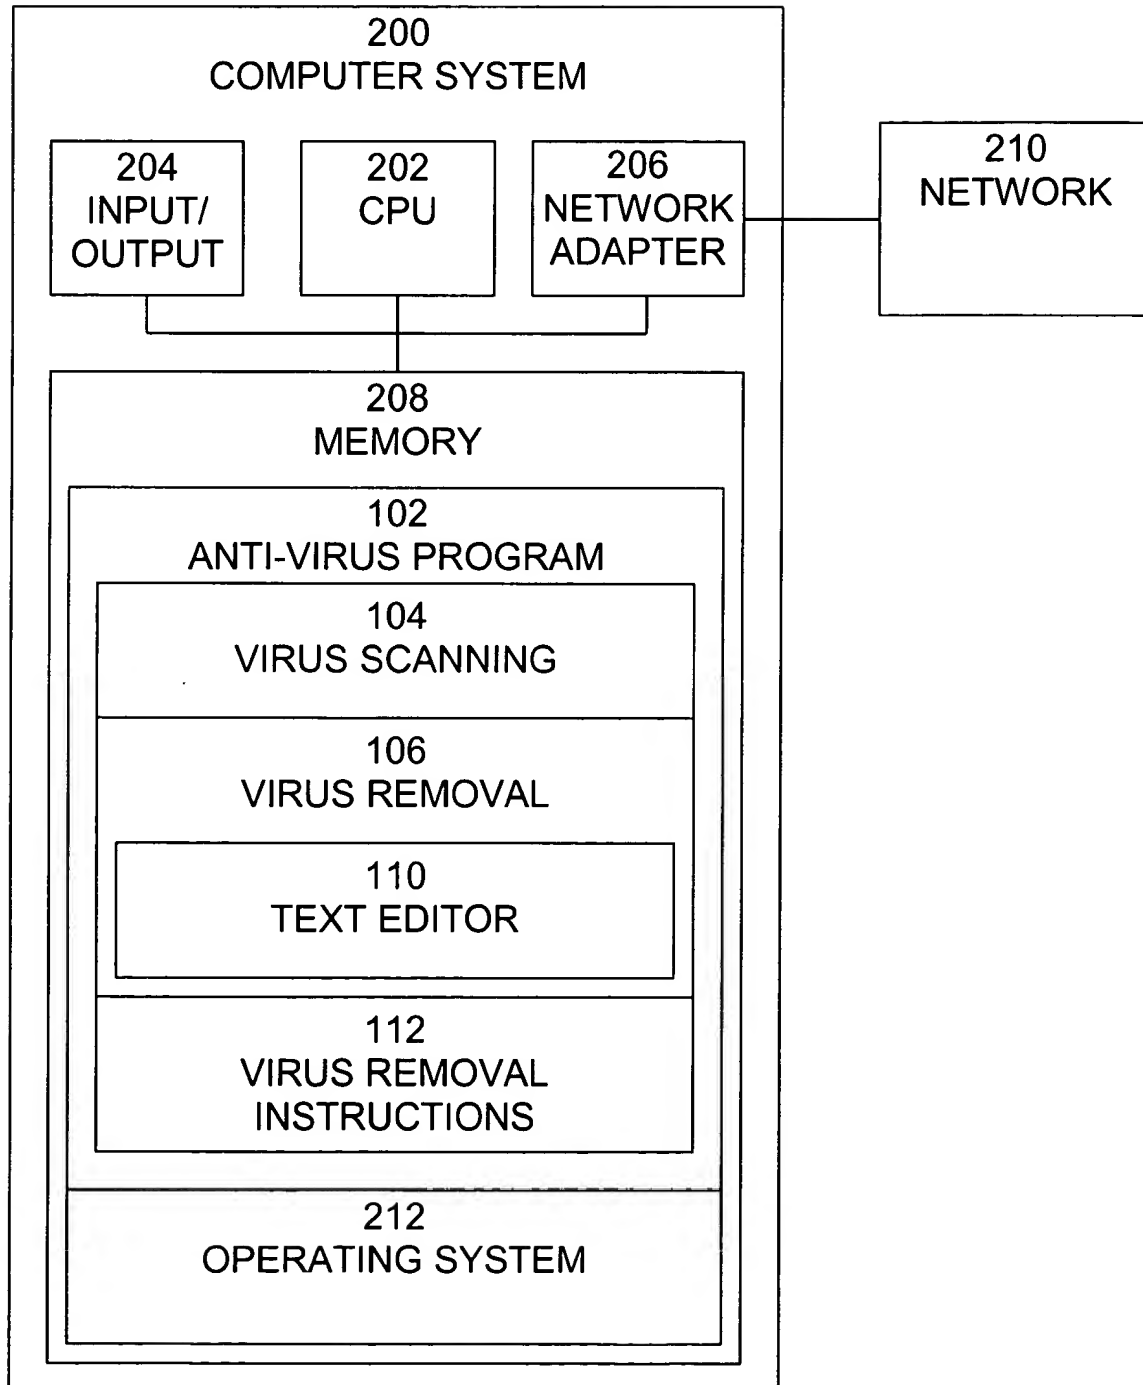 200
COMPUTER SYSTEM
204
INPUT/
OUTPUT
202
CPU
206
NETWORK
ADAPTER
210
NETWORK
208
MEMORY
102
ANTI-VIRUS PROGRAM
104
VIRUS SCANNING
106
VIRUS REMOVAL
110
TEXT EDITOR
112
VIRUS REMOVAL
INSTRUCTIONS
212
OPERATING SYSTEM